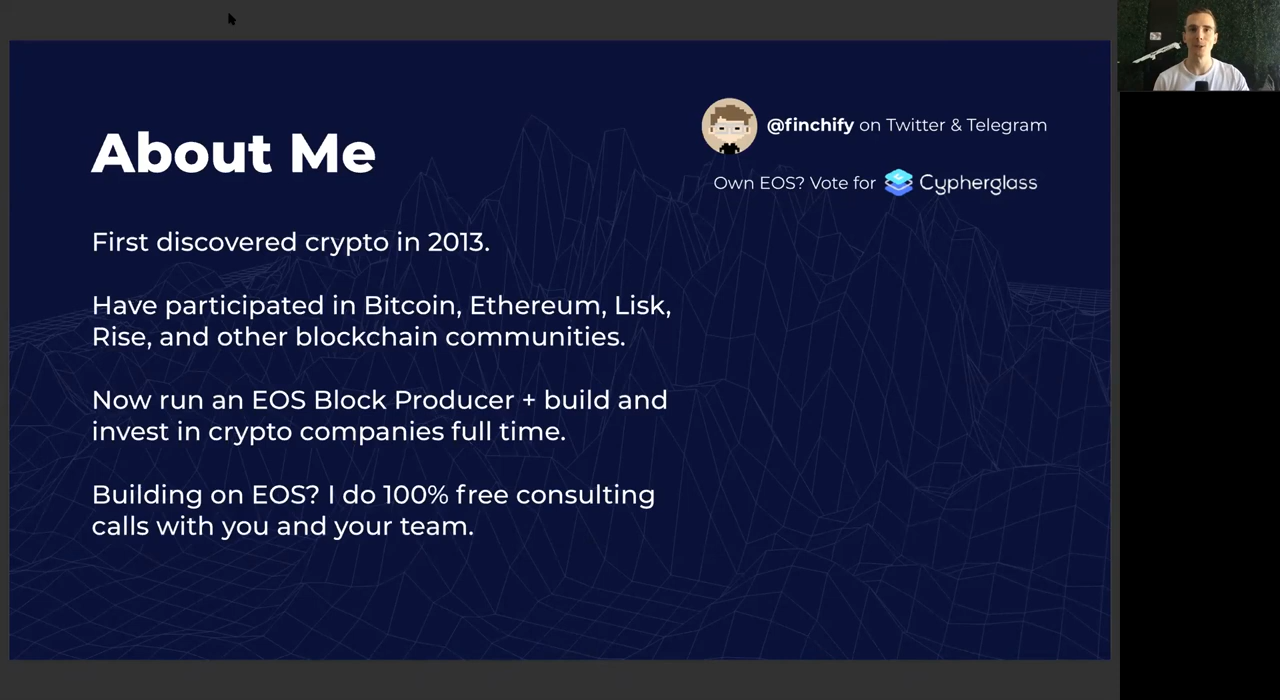 About Me
@finchify on Twitter & Telegram
Own EOS? Vote for Cypherglass
First discovered crypto in 2013.
Have participated in Bitcoin, Ethereum, Lisk,
Rise, and other blockchain communities.
Now run an EOS Block Producer + build and
invest in crypto companies full time.
Building on EOS? I do 100% free consulting
calls with you and your team.